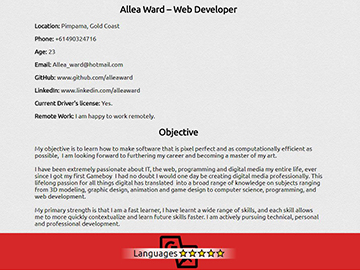 Allea Ward – Web Developer
Location: Pimpama, Gold Coast
Phone: +61490324716
Age: 23
Email: Allea_ward@hotmail.com
GitHub: www.github.com/alleaward
LinkedIn: www.linkedin.com/alleaward
Current Driver's license: Yes.
Remote Work: I am happy to work remotely.
Objective
My objective is to learn how to make software that is pixel perfect and as computationally efficient as
possible, I am looking forward to furthering my career and becoming a master of my art.
I have been extremely passionate about IT, the web, programming and digital media my entire life, ever
since I got my first Gameboy I had no doubt I would one day be creating digital media professionally. This
lifelong passion for all things digital has translated into a broad range of knowledge on subjects ranging
from 3D modeling, graphic design, animation and game design to computer science, programming, and
web development.
My primary strength is that I am a fast learner, I have learnt a wide range of skills, and each skill allows
me to more quickly contextualize and learn future skills faster. I am actively pursuing technical, personal
and professional development.
Languages